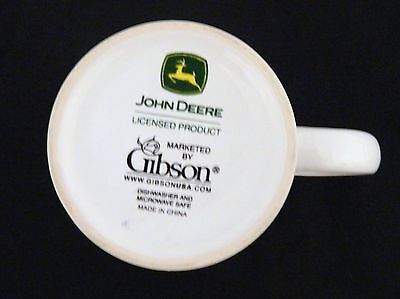 JOHN DEERE
LICENSED PRODUCT
MARKETED
BY
Gibson®
WWW.GIBSONUSA.COM
DISHWASHER AND
MICROWAVE SAFE
MADE IN CHINA